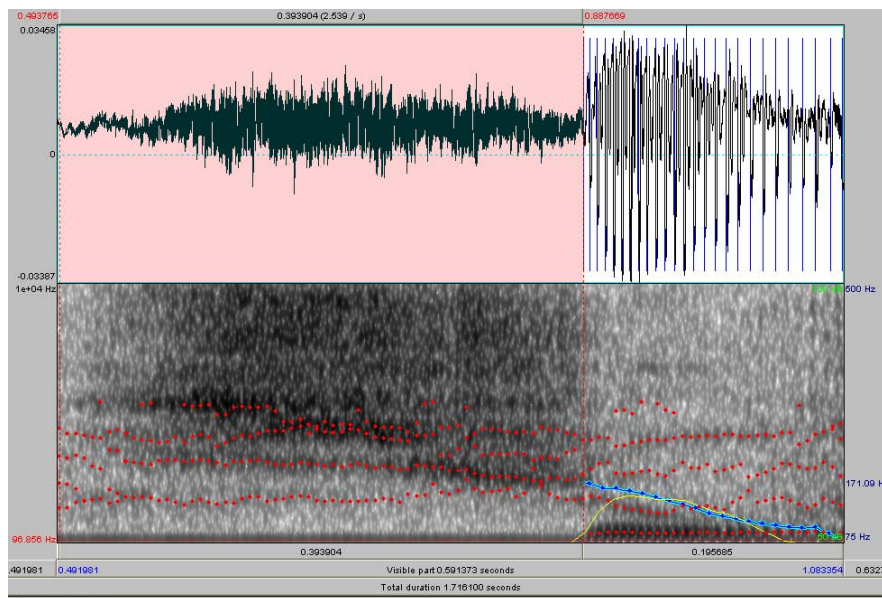 0.493765 0.393904 (2.539 / s) 0.887669
0.03458
0
-0.03387
1e+04 Hz 500 Hz
171.09 H
96.856 Hz 75 Hz
0.393904 0.195685
.491981 0.491981 Visible part 0.591373 seconds 1.083354 0.6327
Total duration 1.716100 seconds